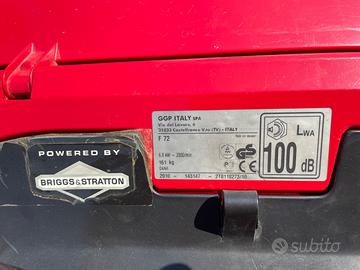 GGP ITALY SPA
Via del Lavoro, 6
31033 Castelfranco V.to (TV) - ITALY
F 72
161 kg
LWA
100 dB
POWERED BY
BRIGGS & STRATTON
CE
subito